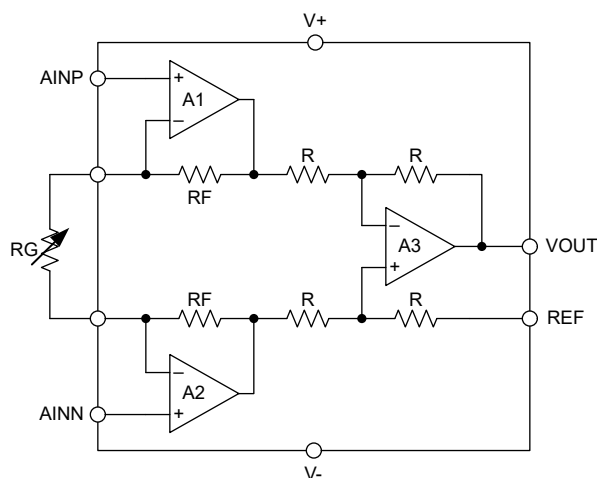 V+
AINP
+
A1
–
R
R
RF
–
A3
+
VOUT
RG
RF
R
R
REF
–
A2
+
AINN
V-